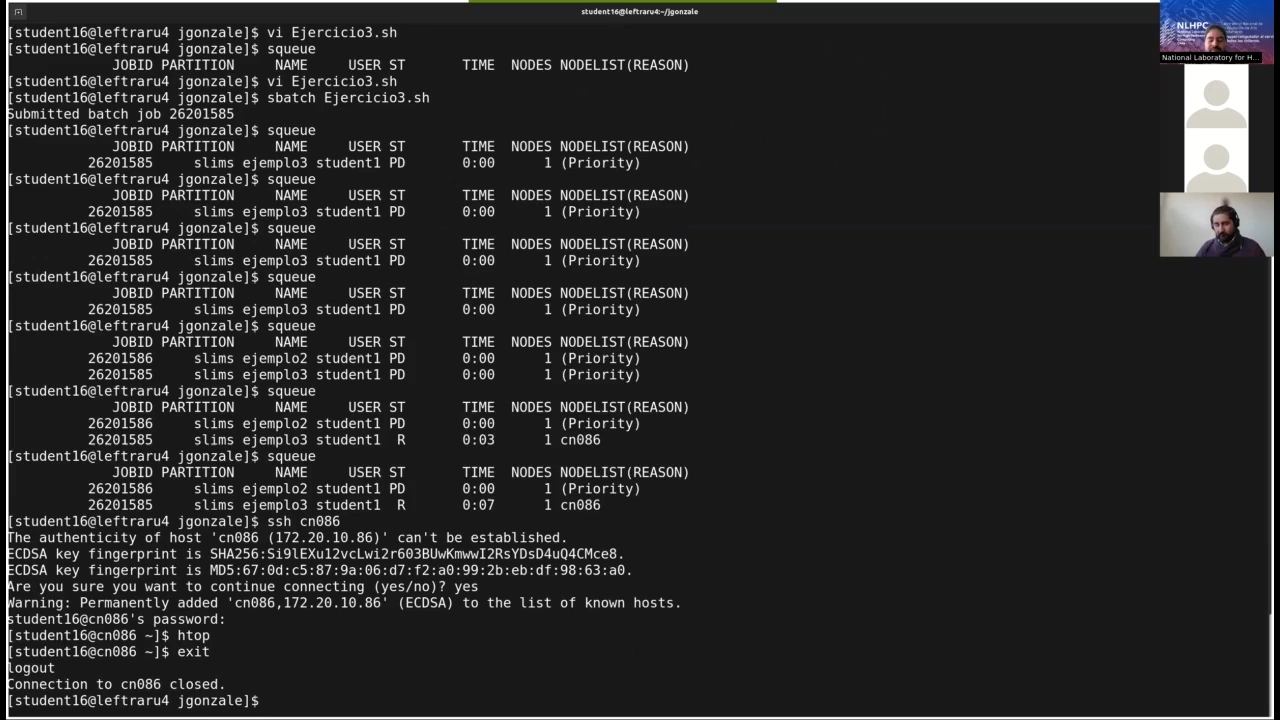 student16@leftraru4:~/jgonzale
[student16@leftraru4 jgonzale]$ vi Ejercicio3.sh
[student16@leftraru4 jgonzale]$ squeue
JOBID PARTITION NAME USER ST TIME NODES NODELIST(REASON)
[student16@leftraru4 jgonzale]$ vi Ejercicio3.sh
[student16@leftraru4 jgonzale]$ sbatch Ejercicio3.sh
Submitted batch job 26201585
[student16@leftraru4 jgonzale]$ squeue
JOBID PARTITION NAME USER ST TIME NODES NODELIST(REASON)
26201585 slims ejemplo3 student1 PD 0:00 1 (Priority)
[student16@leftraru4 jgonzale]$ squeue
JOBID PARTITION NAME USER ST TIME NODES NODELIST(REASON)
26201585 slims ejemplo3 student1 PD 0:00 1 (Priority)
[student16@leftraru4 jgonzale]$ squeue
JOBID PARTITION NAME USER ST TIME NODES NODELIST(REASON)
26201585 slims ejemplo3 student1 PD 0:00 1 (Priority)
[student16@leftraru4 jgonzale]$ squeue
JOBID PARTITION NAME USER ST TIME NODES NODELIST(REASON)
26201585 slims ejemplo3 student1 PD 0:00 1 (Priority)
[student16@leftraru4 jgonzale]$ squeue
JOBID PARTITION NAME USER ST TIME NODES NODELIST(REASON)
26201586 slims ejemplo2 student1 PD 0:00 1 (Priority)
26201585 slims ejemplo3 student1 PD 0:00 1 (Priority)
[student16@leftraru4 jgonzale]$ squeue
JOBID PARTITION NAME USER ST TIME NODES NODELIST(REASON)
26201586 slims ejemplo2 student1 PD 0:00 1 (Priority)
26201585 slims ejemplo3 student1 R 0:03 1 cn086
[student16@leftraru4 jgonzale]$ squeue
JOBID PARTITION NAME USER ST TIME NODES NODELIST(REASON)
26201586 slims ejemplo2 student1 PD 0:00 1 (Priority)
26201585 slims ejemplo3 student1 R 0:07 1 cn086
[student16@leftraru4 jgonzale]$ ssh cn086
The authenticity of host 'cn086 (172.20.10.86)' can't be established.
ECDSA key fingerprint is SHA256:Si9lEXu12vcLwi2r603BUwKmwwI2RsYDsD4uQ4CMce8.
ECDSA key fingerprint is MD5:67:0d:c5:87:9a:06:d7:f2:a0:99:2b:eb:df:98:63:a0.
Are you sure you want to continue connecting (yes/no)? yes
Warning: Permanently added 'cn086,172.20.10.86' (ECDSA) to the list of known hosts.
student16@cn086's password:
[student16@cn086 ~]$ htop
[student16@cn086 ~]$ exit
logout
Connection to cn086 closed.
[student16@leftraru4 jgonzale]$
NLHPC
National Laboratory for H...